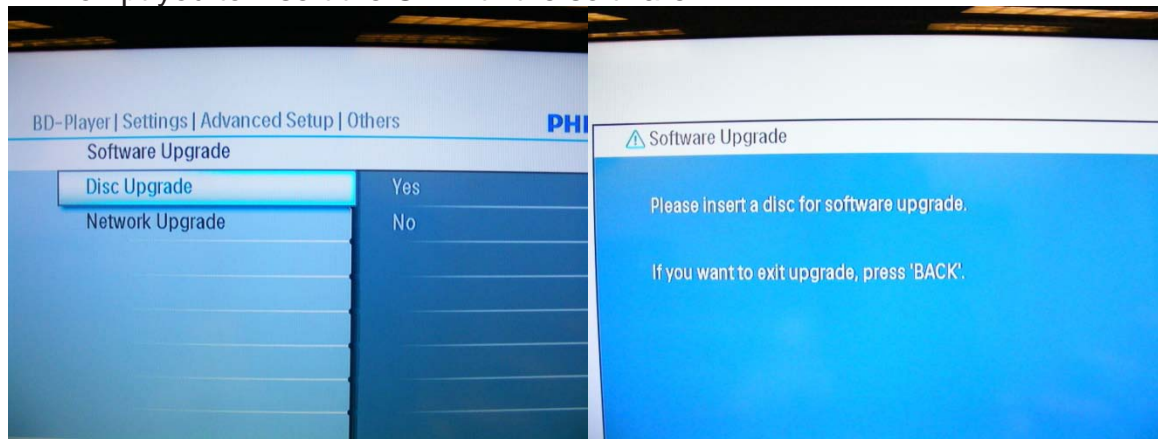 BD-Player | Settings | Advanced Setup | Others
PHI
Software Upgrade
Disc Upgrade
Yes
Network Upgrade
No
Software Upgrade
Please insert a disc for software upgrade.
If you want to exit upgrade, press 'BACK'.